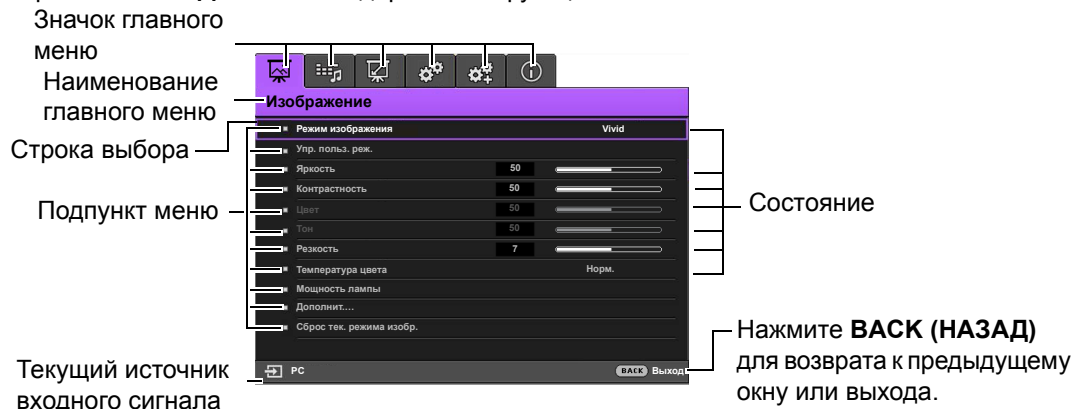 Значок главного
меню
Наименование
главного меню
Строка выбора
Подпункт меню
Текущий источник
входного сигнала
Изображение
Режим изображения Vivid
Упр. польз. реж.
Яркость 50
Контрастность 50
Цвет 50
Тон 50
Резкость 7
Температура цвета Норм.
Мощность лампы
Дополнит....
Сброс тек. режима изобр.
PC BACK Выход
Состояние
Нажмите BACK (НАЗАД)
для возврата к предыдущему
окну или выхода.